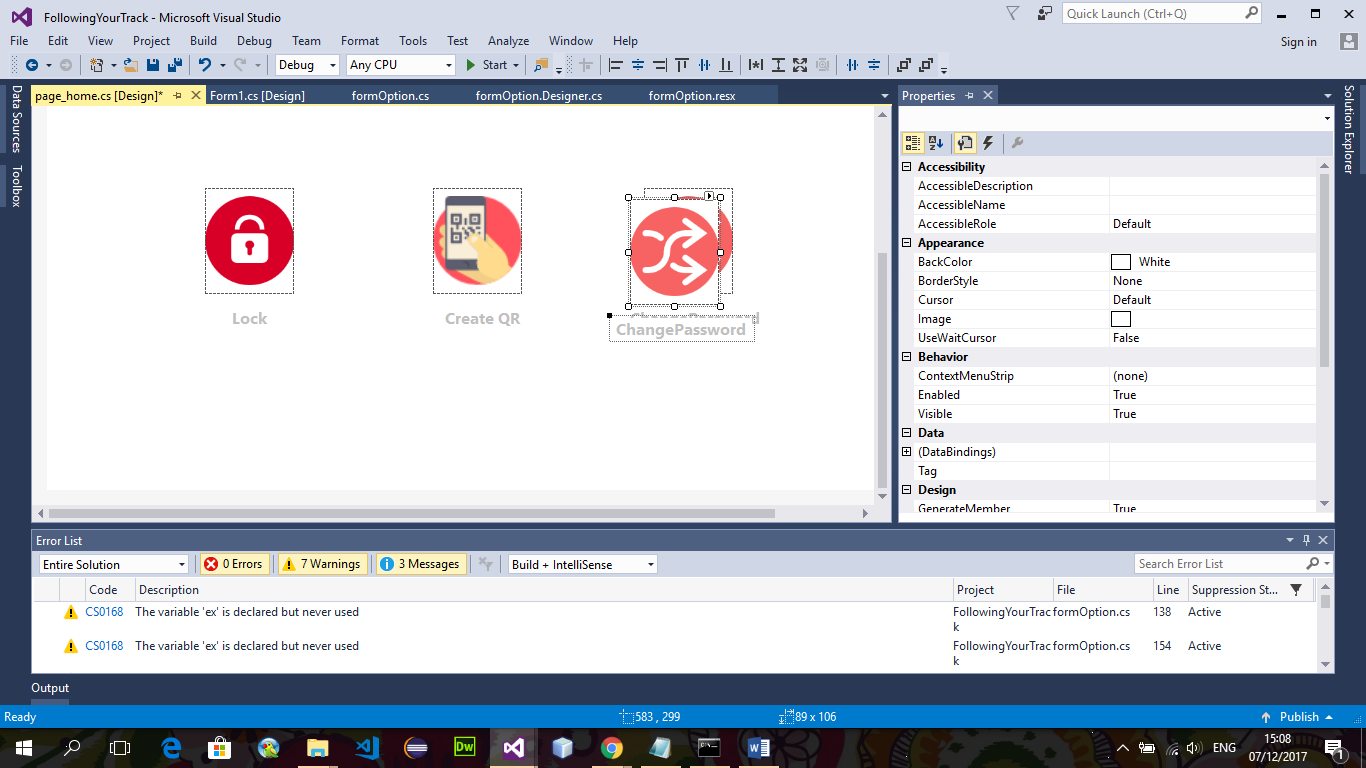 FollowingYourTrack - Microsoft Visual Studio
Quick Launch (Ctrl+Q)
File Edit View Project Build Debug Team Format Tools Test Analyze Window Help
Sign in
Debug Any CPU Start
page_home.cs [Design]* Form1.cs [Design] formOption.cs formOption.Designer.cs formOption.resx
Data Sources
Toolbox
Lock
Create QR
ChangePassword
Properties
Solution Explorer
Accessibility
AccessibleDescription
AccessibleName
AccessibleRole Default
Appearance
BackColor White
BorderStyle None
Cursor Default
Image
UseWaitCursor False
Behavior
ContextMenuStrip (none)
Enabled True
Visible True
Data
(DataBindings)
Tag
Design
GenerateMember True
Error List
Entire Solution 0 Errors 7 Warnings 3 Messages Build + IntelliSense Search Error List
Code Description Project File Line Suppression St...
CS0168 The variable 'ex' is declared but never used FollowingYourTrac formOption.cs 138 Active
k
CS0168 The variable 'ex' is declared but never used FollowingYourTrac formOption.cs 154 Active
k
Output
Ready 583 , 299 89 x 106 Publish
Dw
ENG
15:08
07/12/2017
1